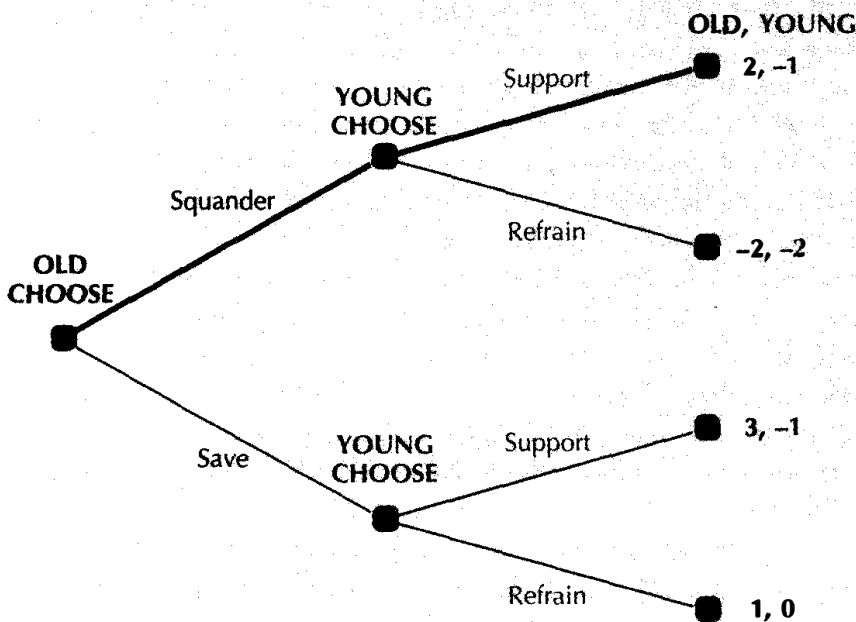 OLD, YOUNG
2, –1
Support
YOUNG
CHOOSE
Squander
Refrain
–2, –2
OLD
CHOOSE
3, –1
YOUNG
CHOOSE
Support
Save
Refrain
1, 0